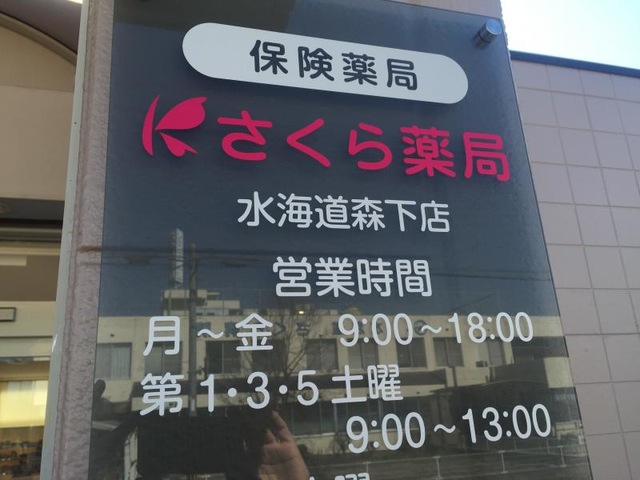 保険薬局
さくら薬局
水海道森下店
営業時間
月～金 9:00～18:00
第1・3・5土曜
9:00～13:00